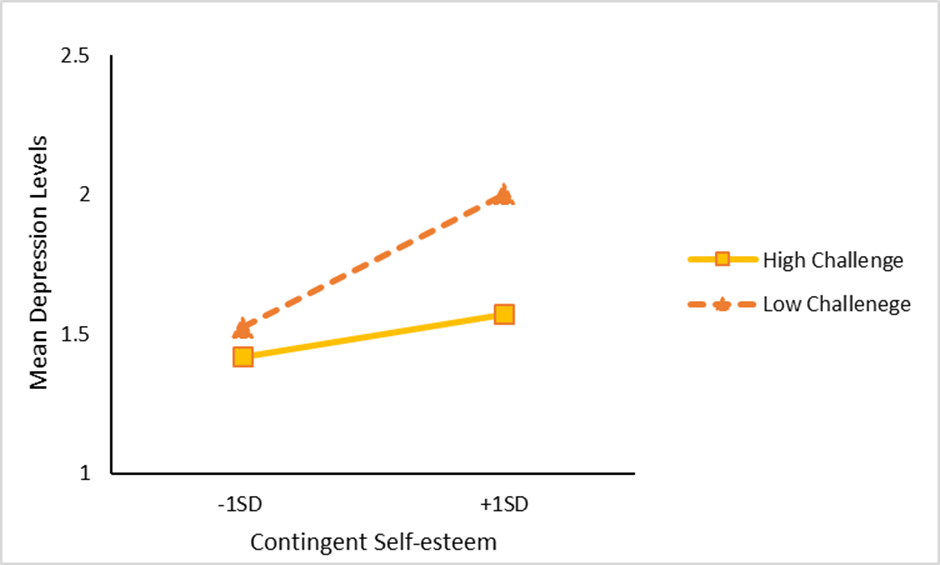 2.5
2
1.5
1
Mean Depression Levels
-1SD
+1SD
Contingent Self-esteem
High Challenge
Low Challenege